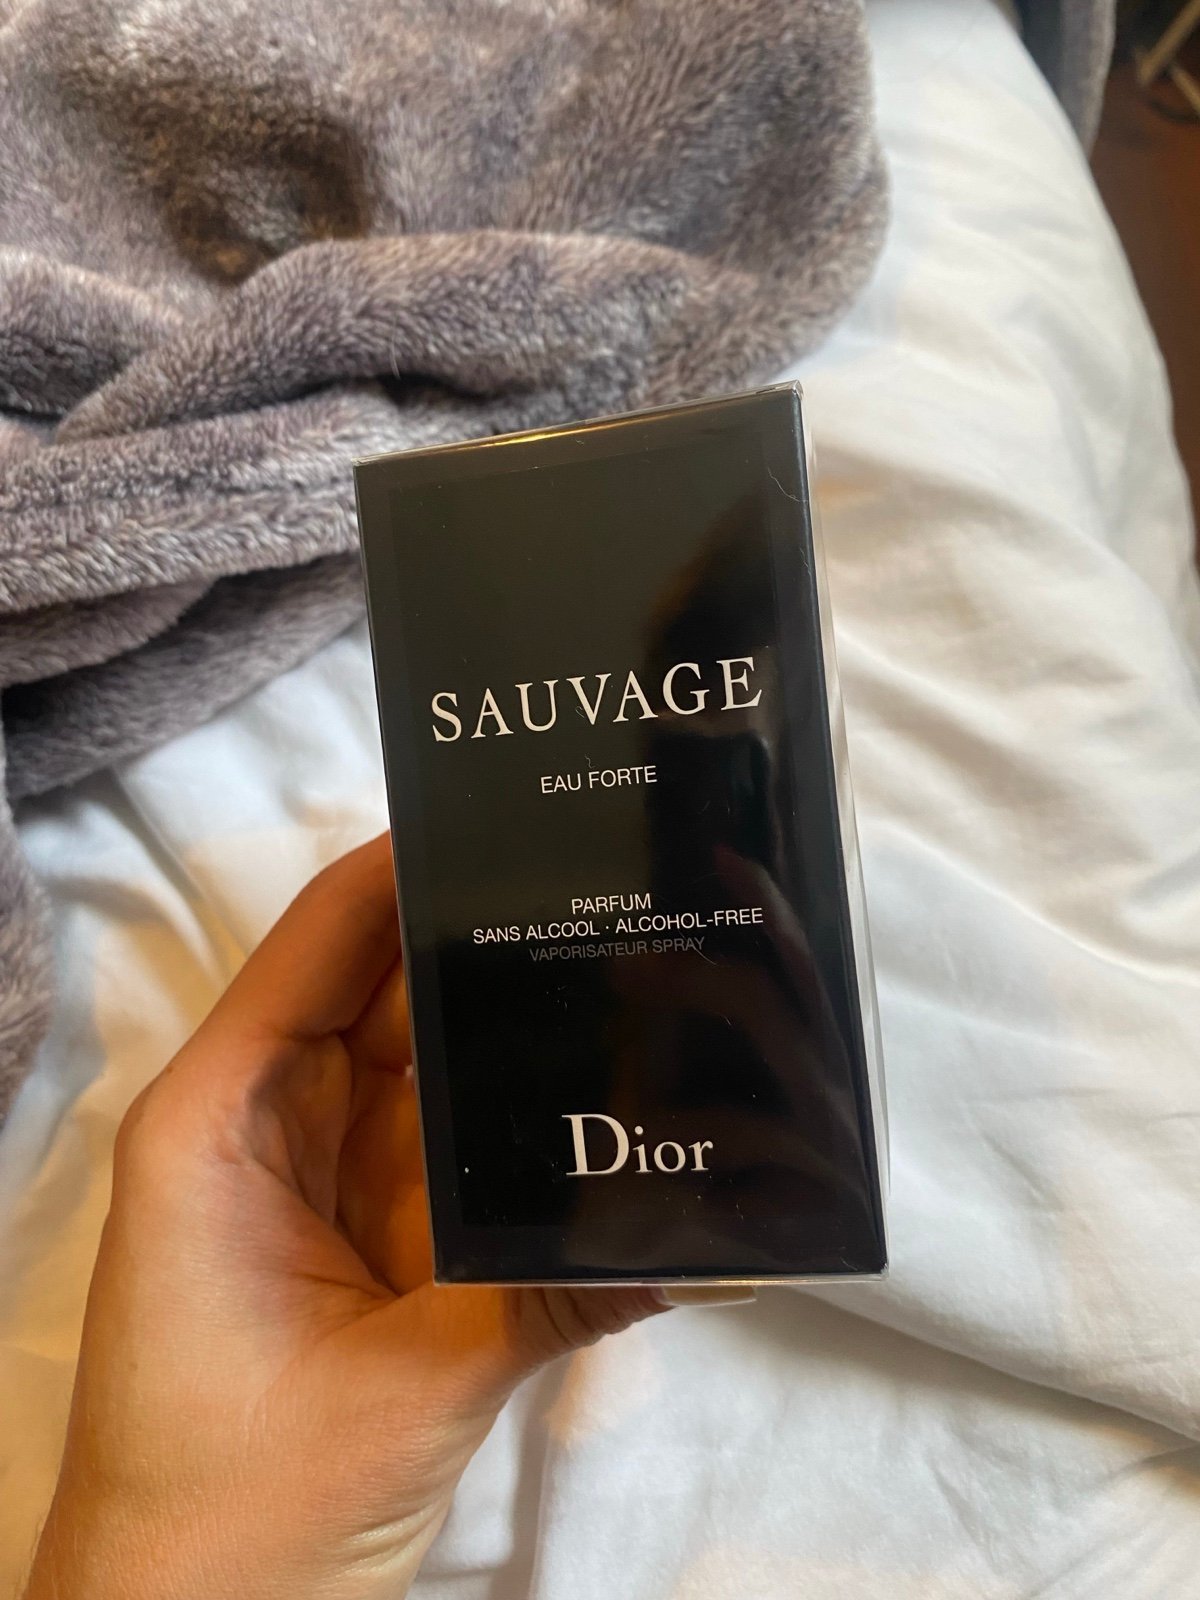 SAUVAGE
EAU FORTE
PARFUM
SANS ALCOOL · ALCOHOL-FREE
VAPORISATEUR SPRAY
Dior